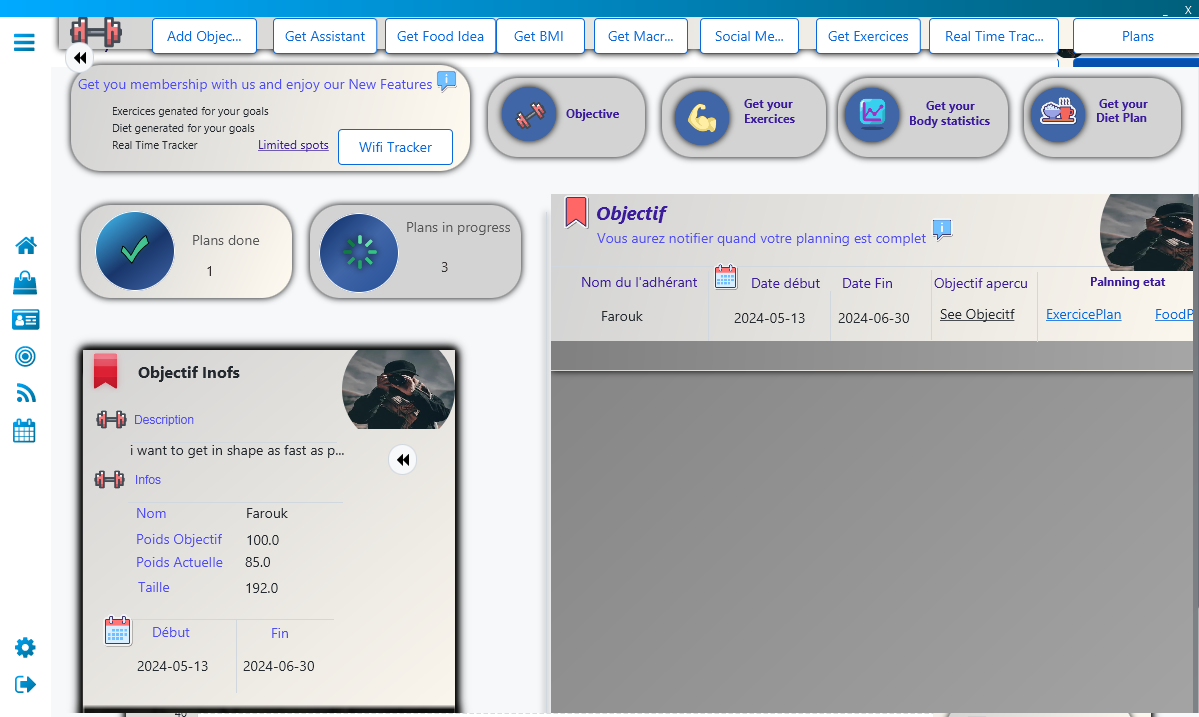 _ X
Add Objec...
Get Assistant
Get Food Idea
Get BMI
Get Macr...
Social Me...
Get Exercices
Real Time Trac...
Plans
Get you membership with us and enjoy our New Features
Exercices genated for your goals
Diet generated for your goals
Real Time Tracker
Limited spots
Wifi Tracker
Objective
Get your
Exercices
Get your
Body statistics
Get your
Diet Plan
Plans done
1
Plans in progress
3
Objectif
Vous aurez notifier quand votre planning est complet
Nom du l'adhérant
Date début
Date Fin
Objectif apercu
Palnning etat
Farouk
2024-05-13
2024-06-30
See Objecitf
ExercicePlan
FoodP
Objectif Inofs
Description
i want to get in shape as fast as p...
Infos
Nom Farouk
Poids Objectif 100.0
Poids Actuelle 85.0
Taille 192.0
Début Fin
2024-05-13 2024-06-30
40